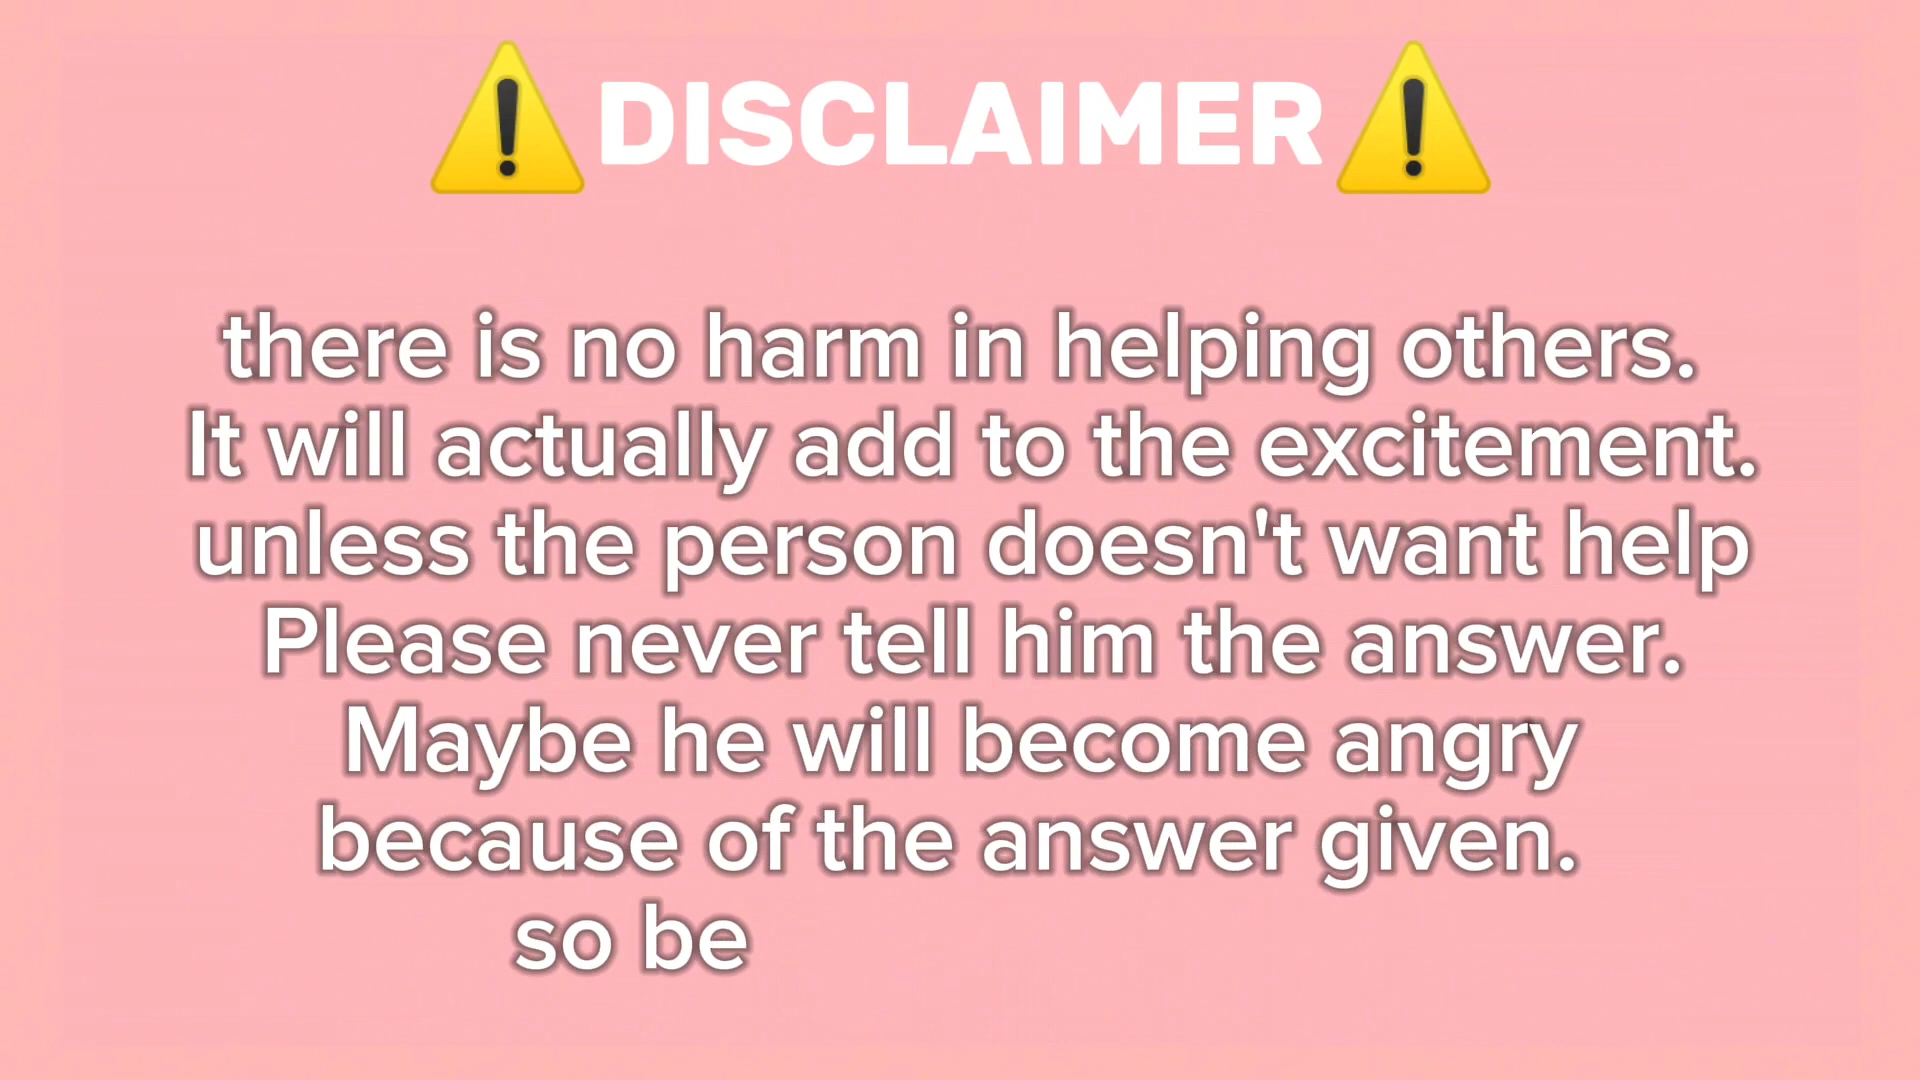 ⚠️DISCLAIMER⚠️
there is no harm in helping others.
It will actually add to the excitement.
unless the person doesn't want help
Please never tell him the answer.
Maybe he will become angry
because of the answer given.
so be